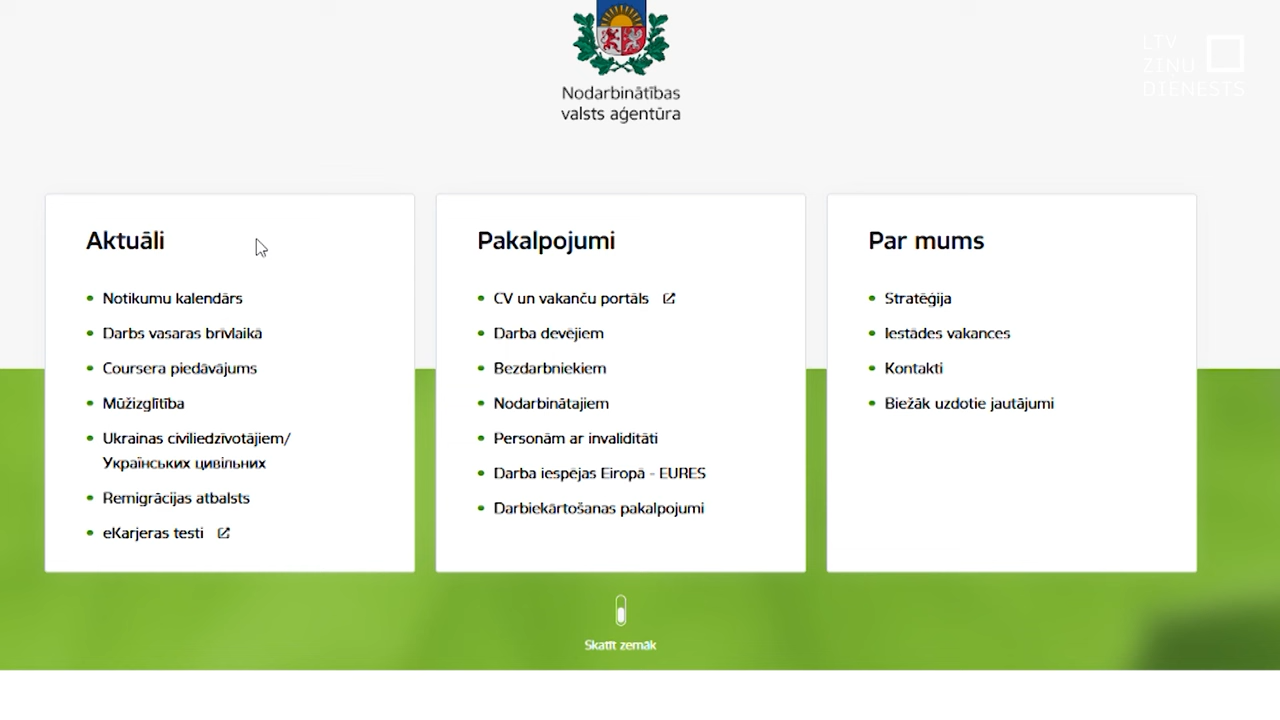 LTV
ZIŅU
DIENESTS
Nodarbinātības
valsts aģentūra
Aktuāli
Notikumu kalendārs
Darbs vasaras brīvlaikā
Coursera piedāvājums
Mūžizglītība
Ukrainas civiliedzīvotājiem/
Українських цивільних
Remigrācijas atbalsts
eKarjeras testi
Pakalpojumi
CV un vakanču portāls
Darba devējiem
Bezdarbniekiem
Nodarbinātajiem
Personām ar invaliditāti
Darba iespējas Eiropā - EURES
Darbiekārtošanas pakalpojumi
Par mums
Stratēģija
Iestādes vakances
Kontakti
Biežāk uzdotie jautājumi
Skatīt zemāk